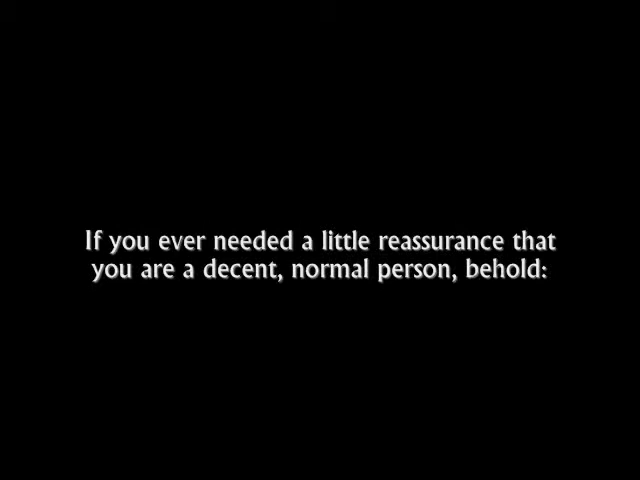 If you ever needed a little reassurance that
you are a decent, normal person, behold: